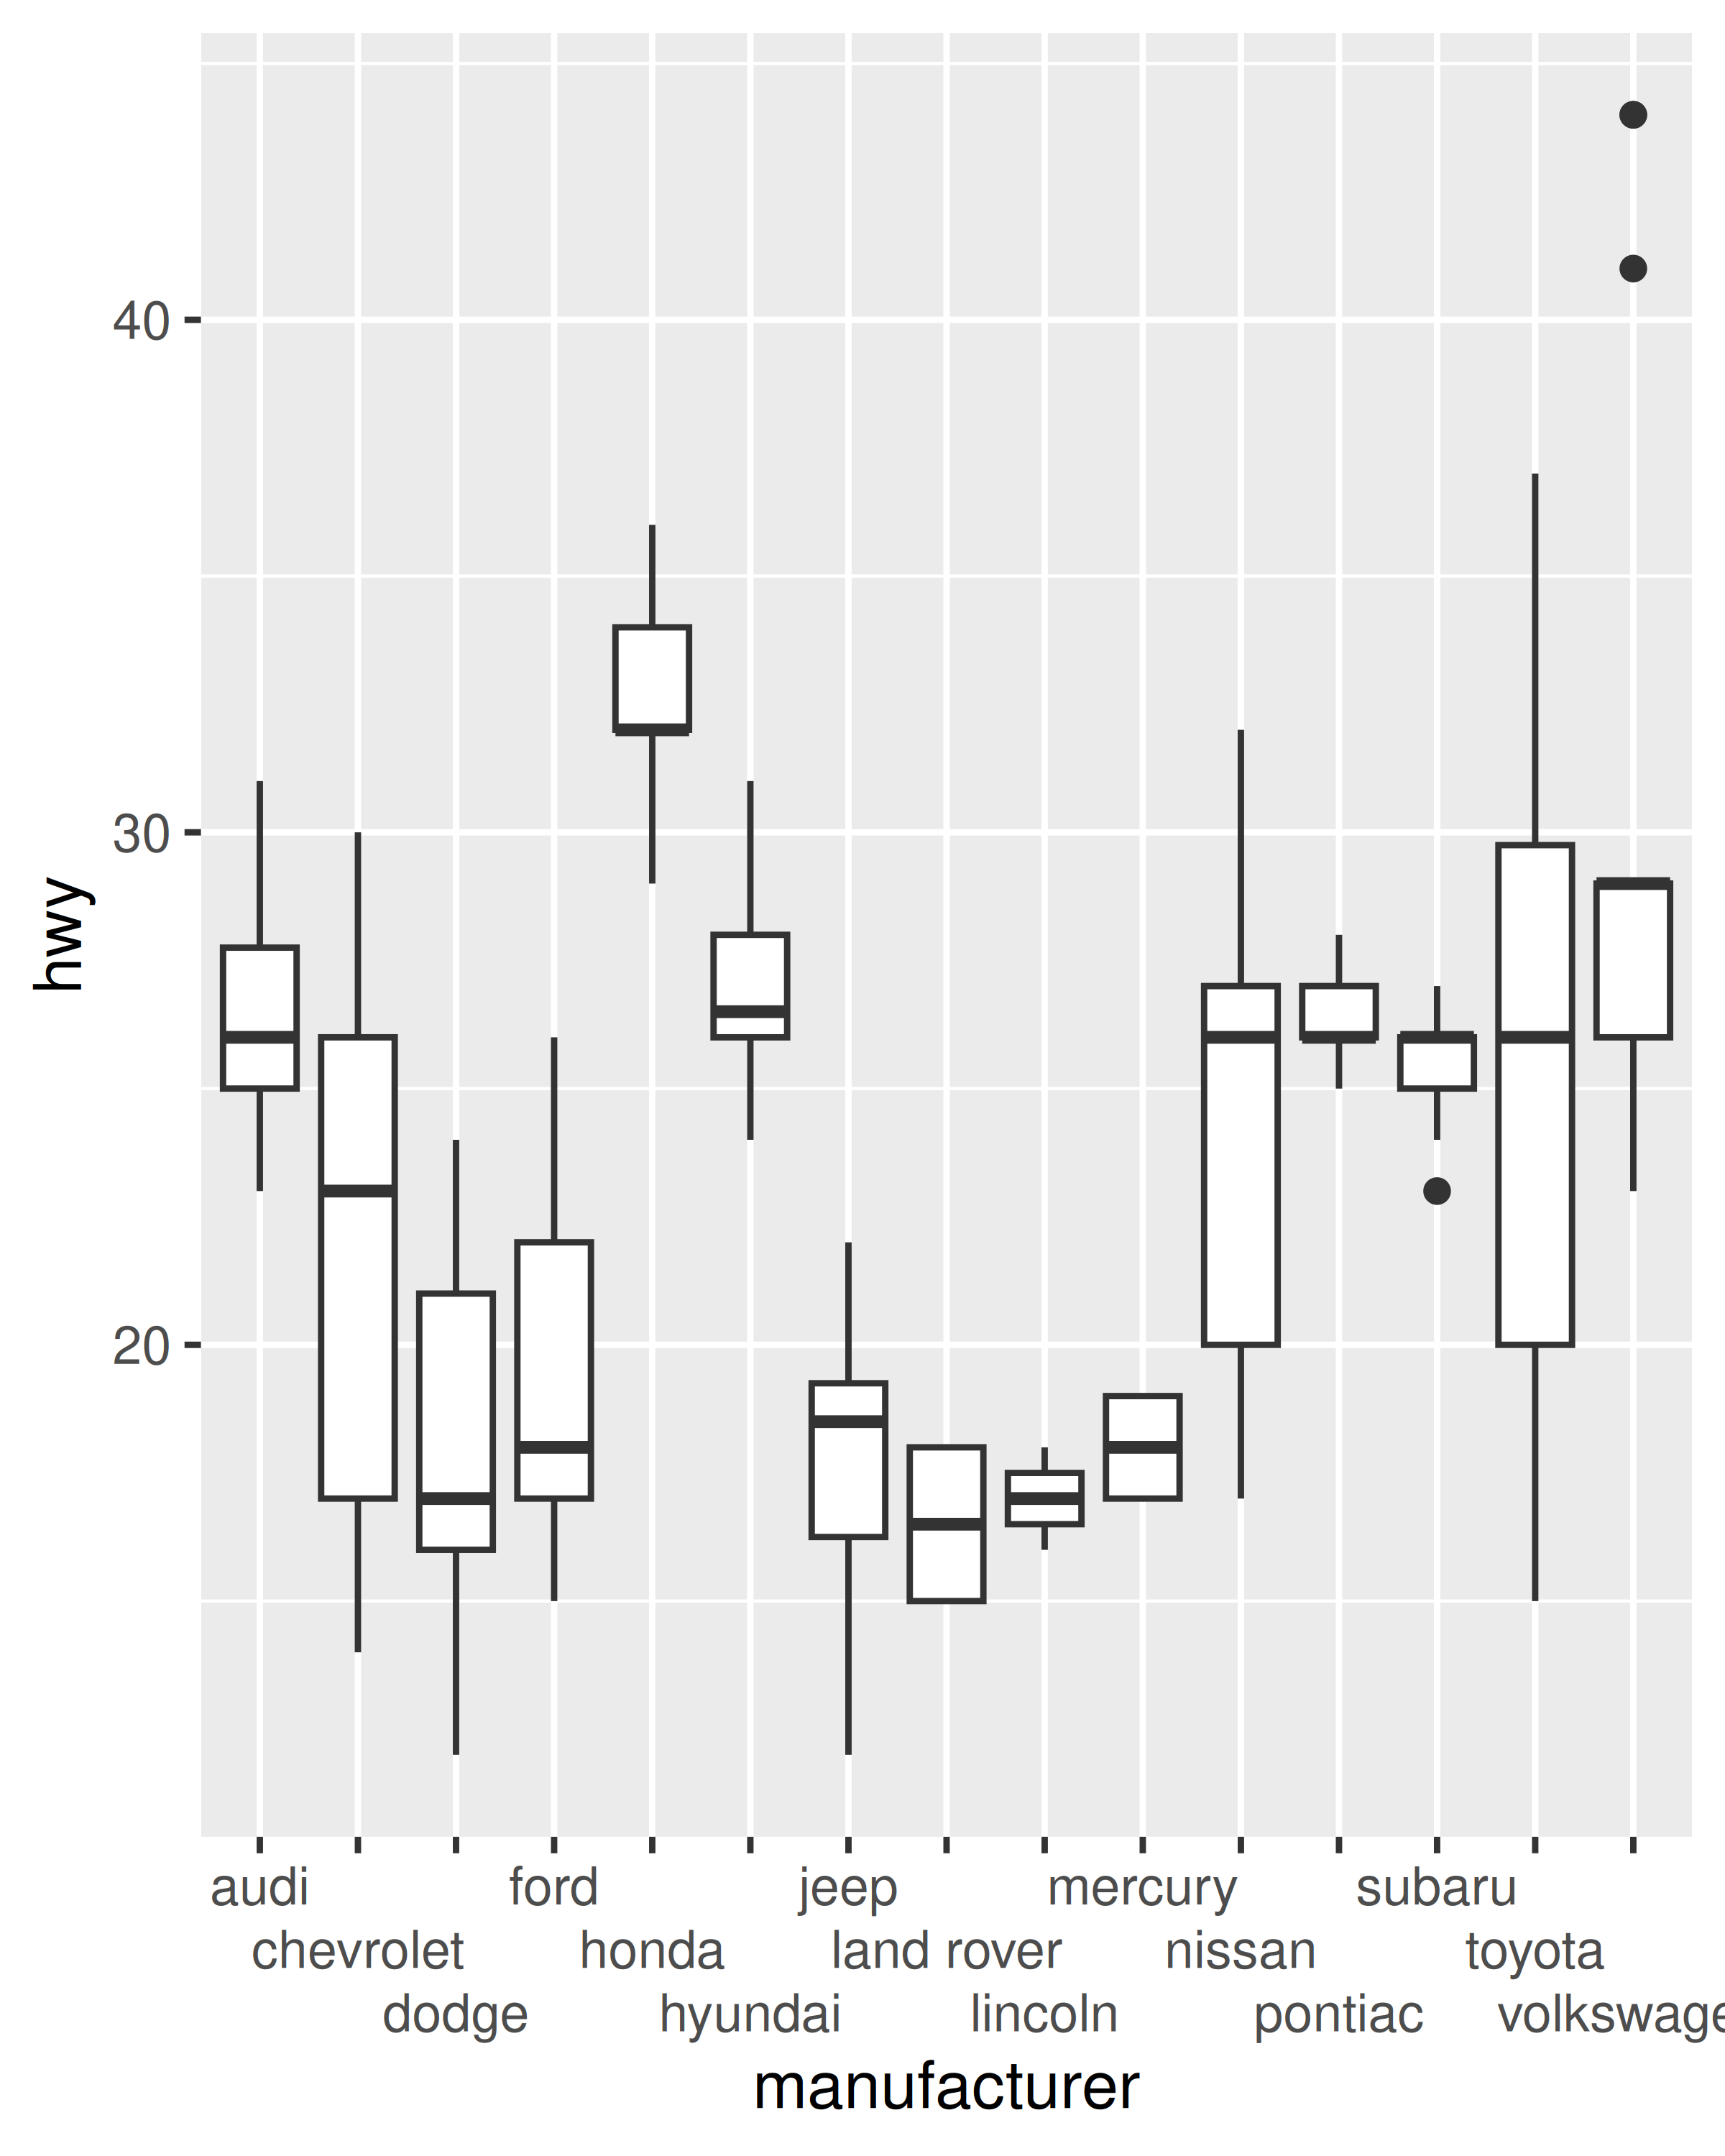 hwy
40
30
20
audi ford jeep mercury subaru
chevrolet honda land rover nissan toyota
dodge hyundai lincoln pontiac volkswage
manufacturer